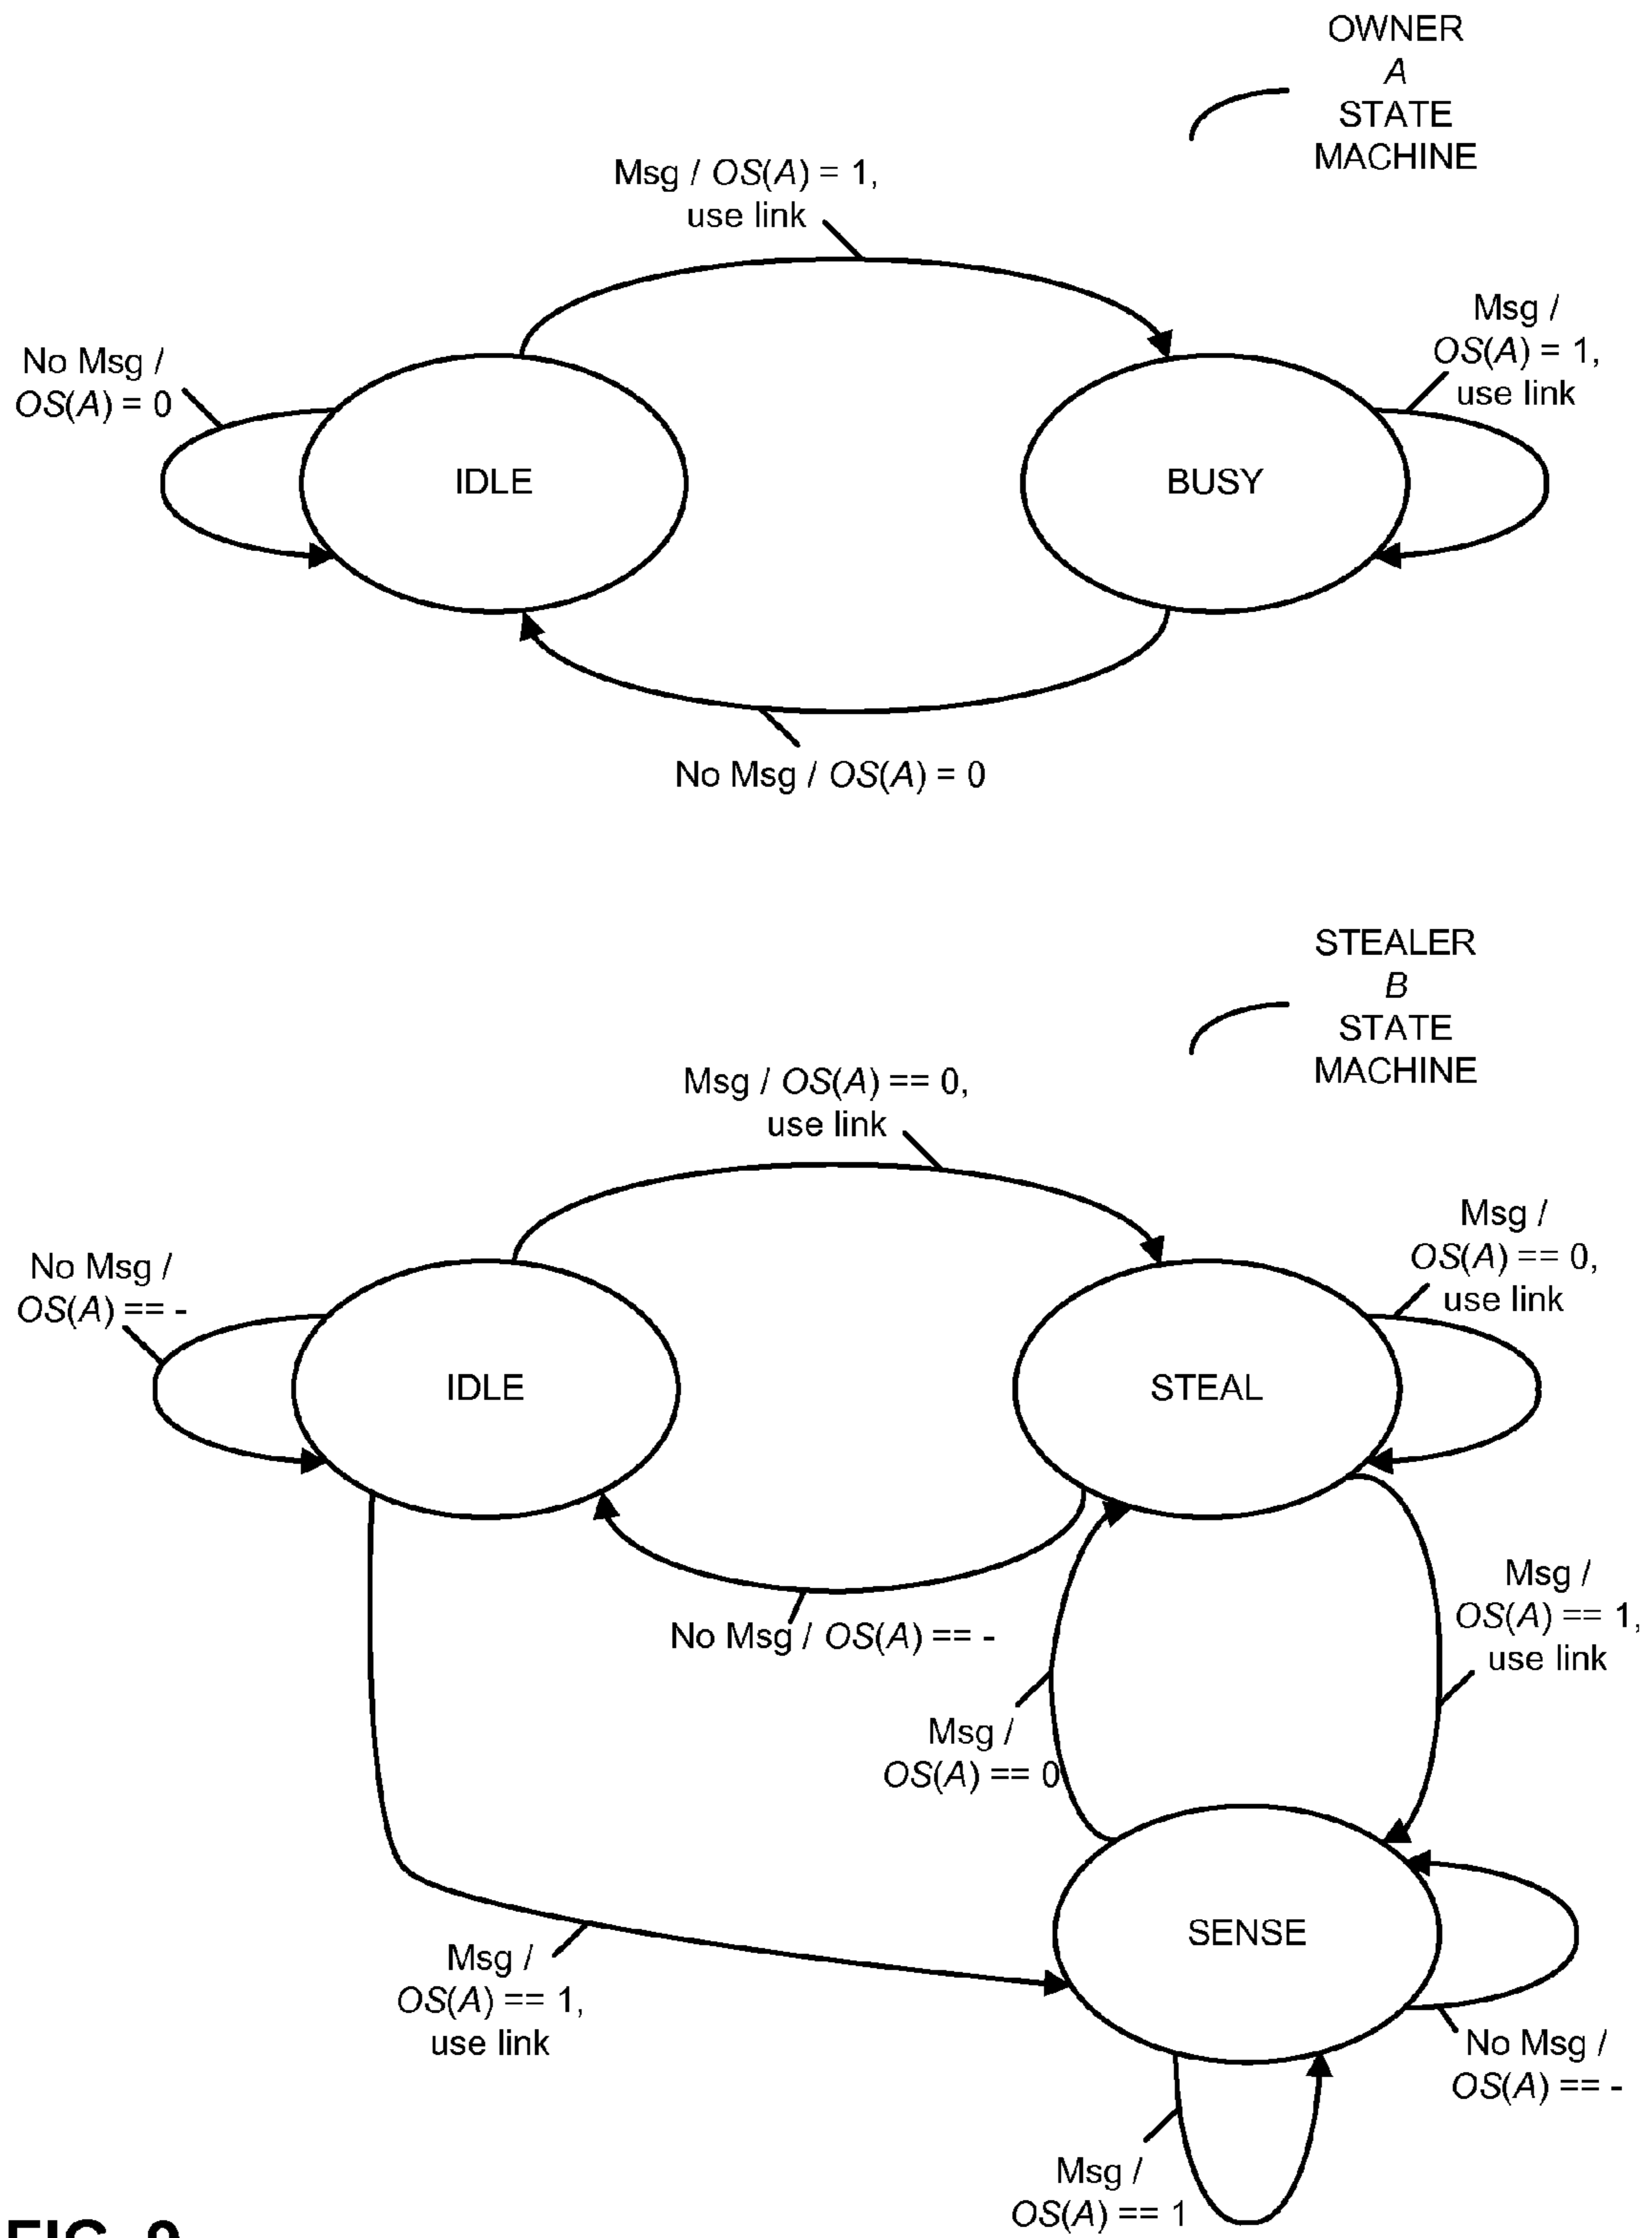 OWNER
A
STATE
MACHINE
Msg / OS(A) = 1,
use link
Msg /
OS(A) = 1,
use link
No Msg /
OS(A) = 0
IDLE
BUSY
No Msg / OS(A) = 0
STEALER
B
STATE
MACHINE
Msg / OS(A) == 0,
use link
Msg /
OS(A) == 0,
use link
No Msg /
OS(A) == -
IDLE
STEAL
Msg /
OS(A) == 1,
use link
No Msg / OS(A) == -
Msg /
OS(A) == 0
SENSE
Msg /
OS(A) == 1,
use link
No Msg /
OS(A) == -
Msg /
OS(A) == 1